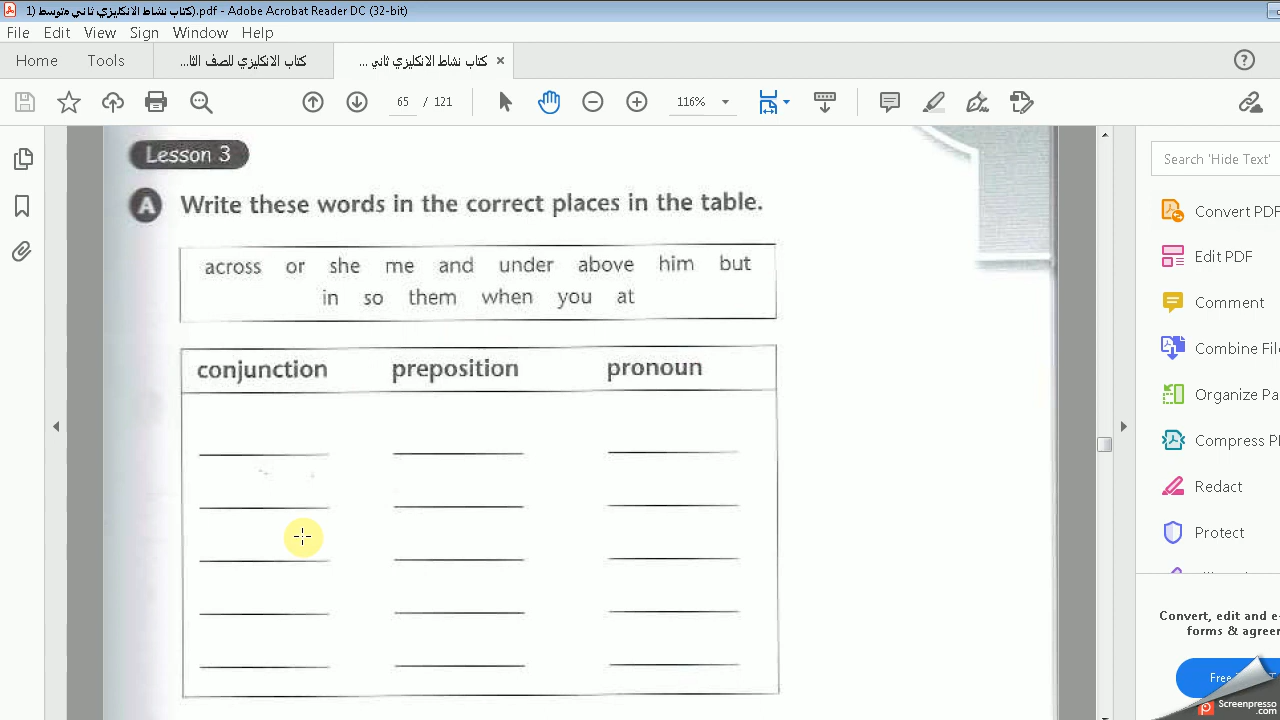 (1 كتاب نشاط الانكليزي ثاني متوسط).pdf - Adobe Acrobat Reader DC (32-bit)
File Edit View Sign Window Help
Home Tools كتاب الانكليزي للصف الثا... كتاب نشاط الانكليزي ثاني ... ×
65 / 121 116%
Lesson 3
A Write these words in the correct places in the table.
across or she me and under above him but
in so them when you at
conjunction preposition pronoun
Search 'Hide Text'
Convert PDF
Edit PDF
Comment
Combine File
Organize Pa
Compress P
Redact
Protect
Convert, edit and e-
forms & agreer
Free
Screenpresso
.com